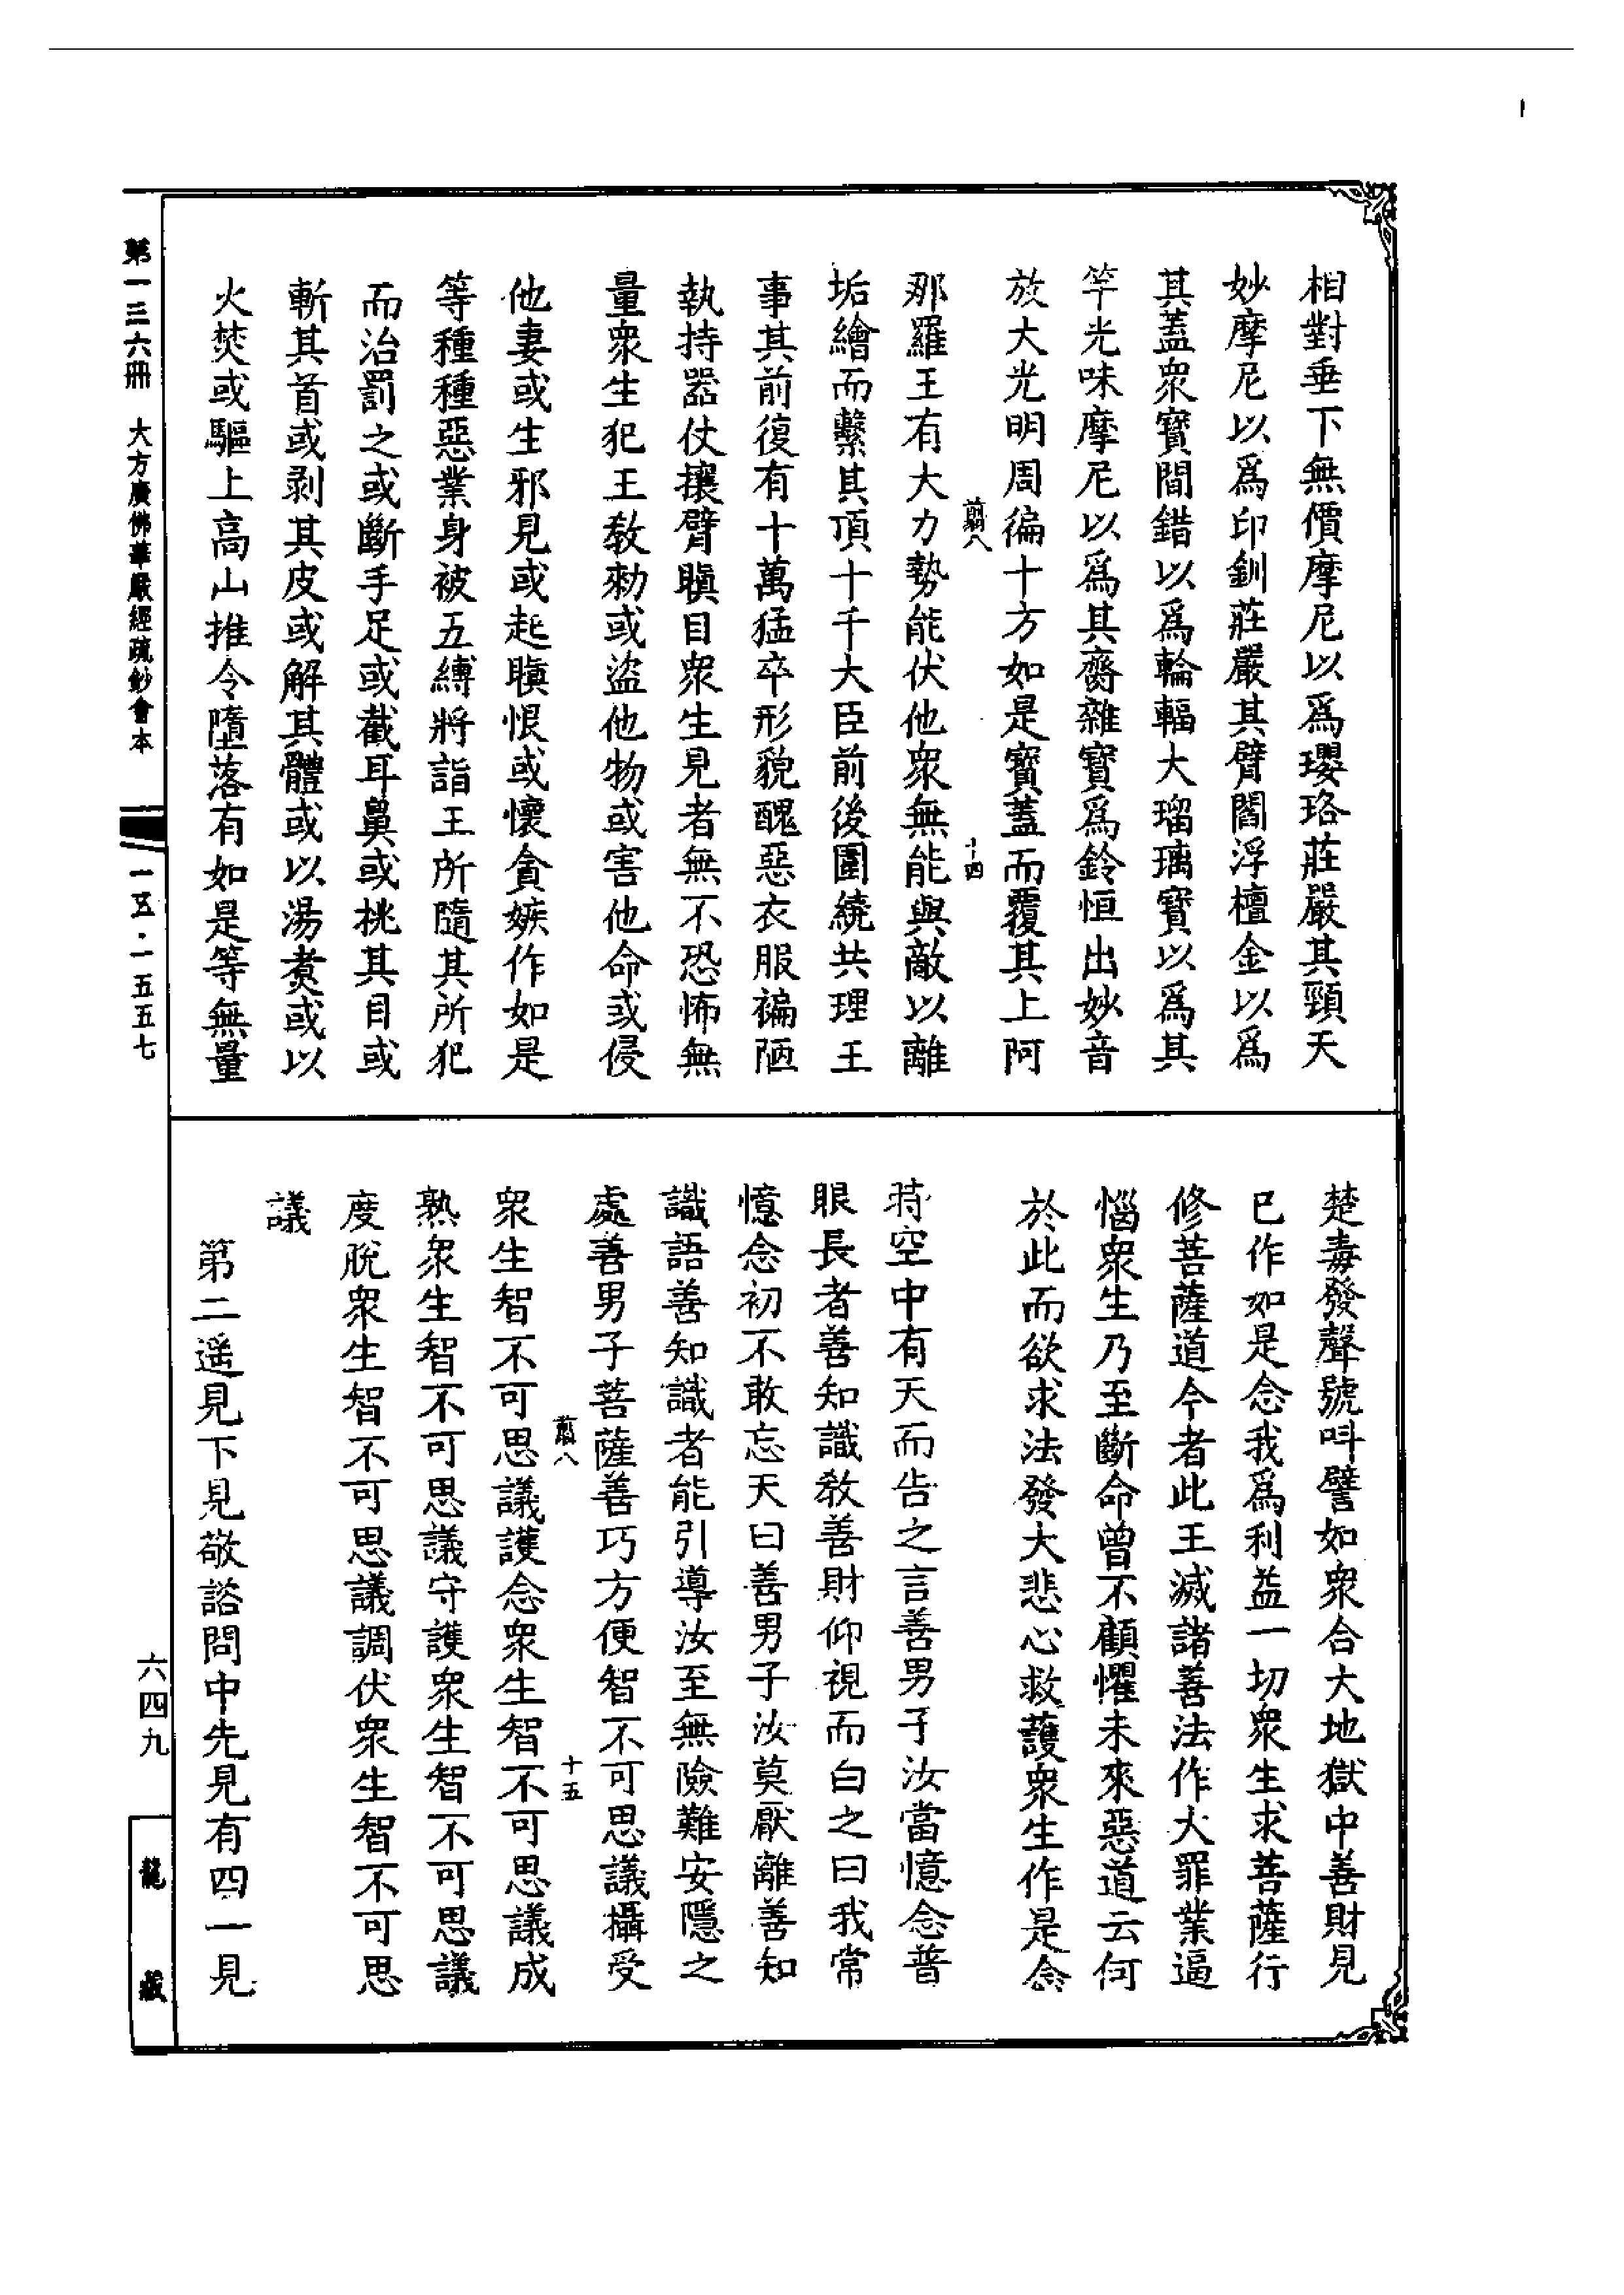 相對垂下無價摩尼以爲瓔珞莊嚴其頸天
妙摩尼以爲印釧莊嚴其臂閻浮檀金以爲
其蓋衆寶間錯以爲輪輻大瑠璃寶以爲其
竿光味摩尼以爲其齋雜寶爲鈴恒出妙音
放大光明周徧十方如是寶蓋而覆其上阿
翦八
十四
那羅王有大力勢能伏他衆無能與敵以離
垢繒而繫其頂十千大臣前後圍繞共理王
事其前復有十萬猛卒形貌醜惡衣服褊陋
執持器仗攘臂瞋目衆生見者無不恐怖無
量衆生犯王教勑或盜他物或害他命或侵
他妻或生邪見或起瞋恨或懷貪嫉作如是
等種種惡業身被五縛將詣王所隨其所犯
而治罰之或斷手足或截耳鼻或挑其目或
斬其首或剥其皮或解其體或以湯煑或以
火焚或驅上高山推令墮落有如是等無量
楚毒發聲號叫譬如衆合大地獄中善財見
已作如是念我爲利益一切衆生求菩薩行
修菩薩道今者此王滅諸善法作大罪業逼
惱衆生乃至斷命曾不顧懼未來惡道云何
於此而欲求法發大悲心救護衆生作是念
時空中有天而告之言善男子汝當憶念普
眼長者善知識教善財仰視而白之曰我常
憶念初不敢忘天曰善男子汝莫厭離善知
識語善知識者能引導汝至無險難安隱之
處善男子菩薩善巧方便智不可思議攝受
翦八
十五
衆生智不可思議護念衆生智不可思議成
熟衆生智不可思議守護衆生智不可思議
度脫衆生智不可思議調伏衆生智不可思
議
第二遥見下見敬諮問中先見有四一見
第一三六册 大方廣佛華嚴經疏鈔會本
一五·一五五七
六四九
龍藏